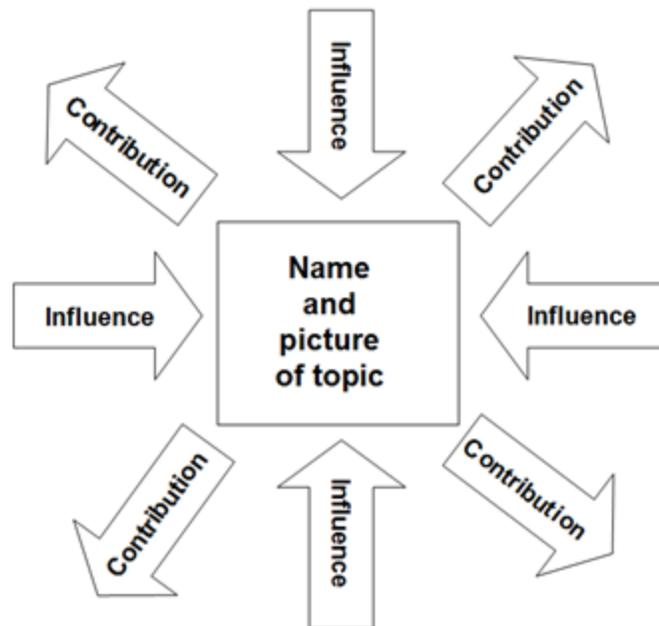 Influence
Contribution
Contribution
Name
and
picture
of topic
Influence
Influence
Contribution
Contribution
Influence